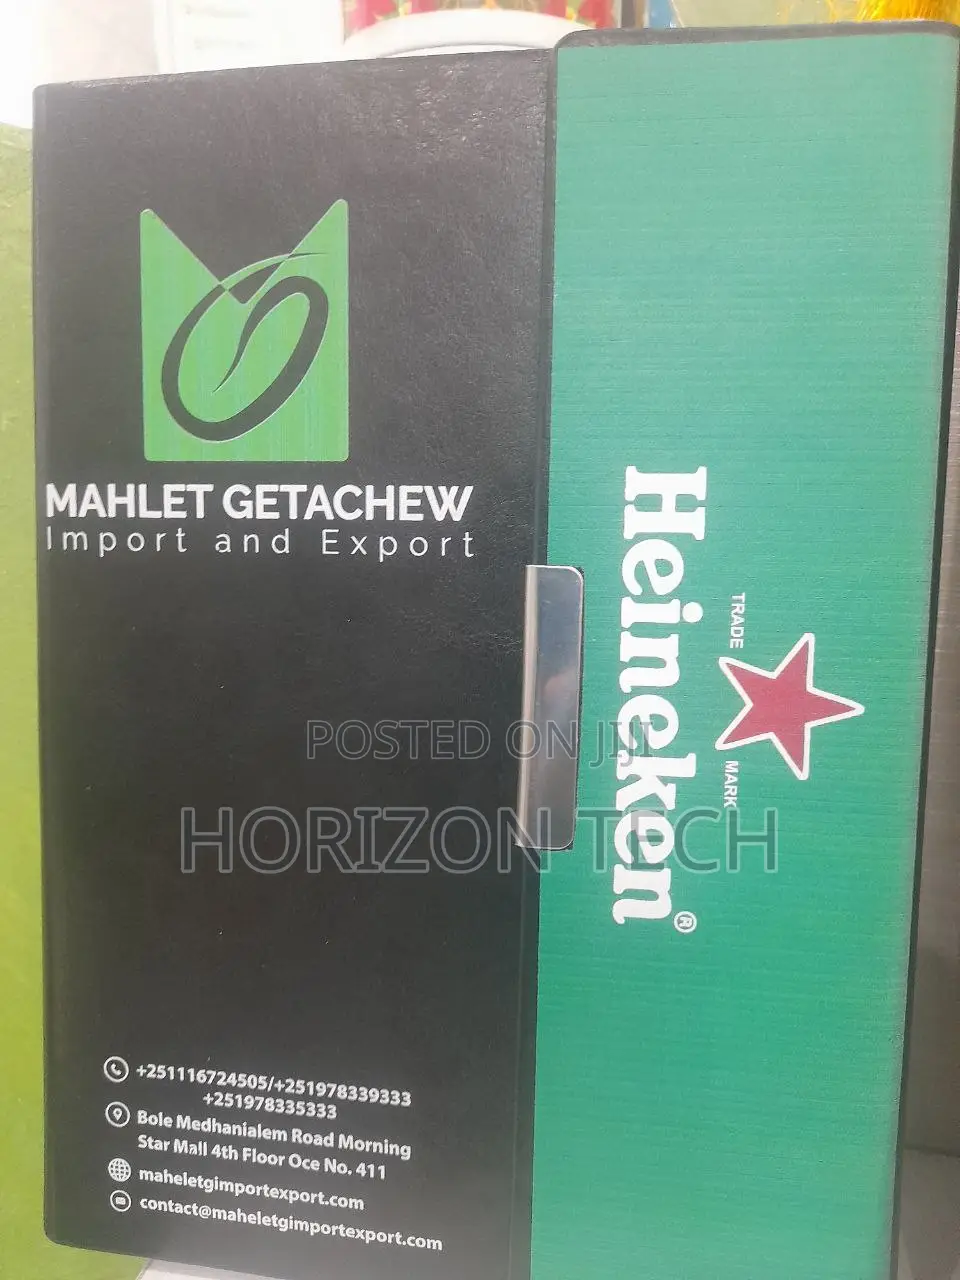 MAHLET GETACHEW
Import and Export
Heineken®
TRADE
MARK
POSTED ON JIJI
HORIZON TECH
+251116724505/+251978339333
+251978335333
Bole Medhanialem Road Morning
Star Mall 4th Floor Oce No. 411
maheletgimportexport.com
contact@maheletgimportexport.com